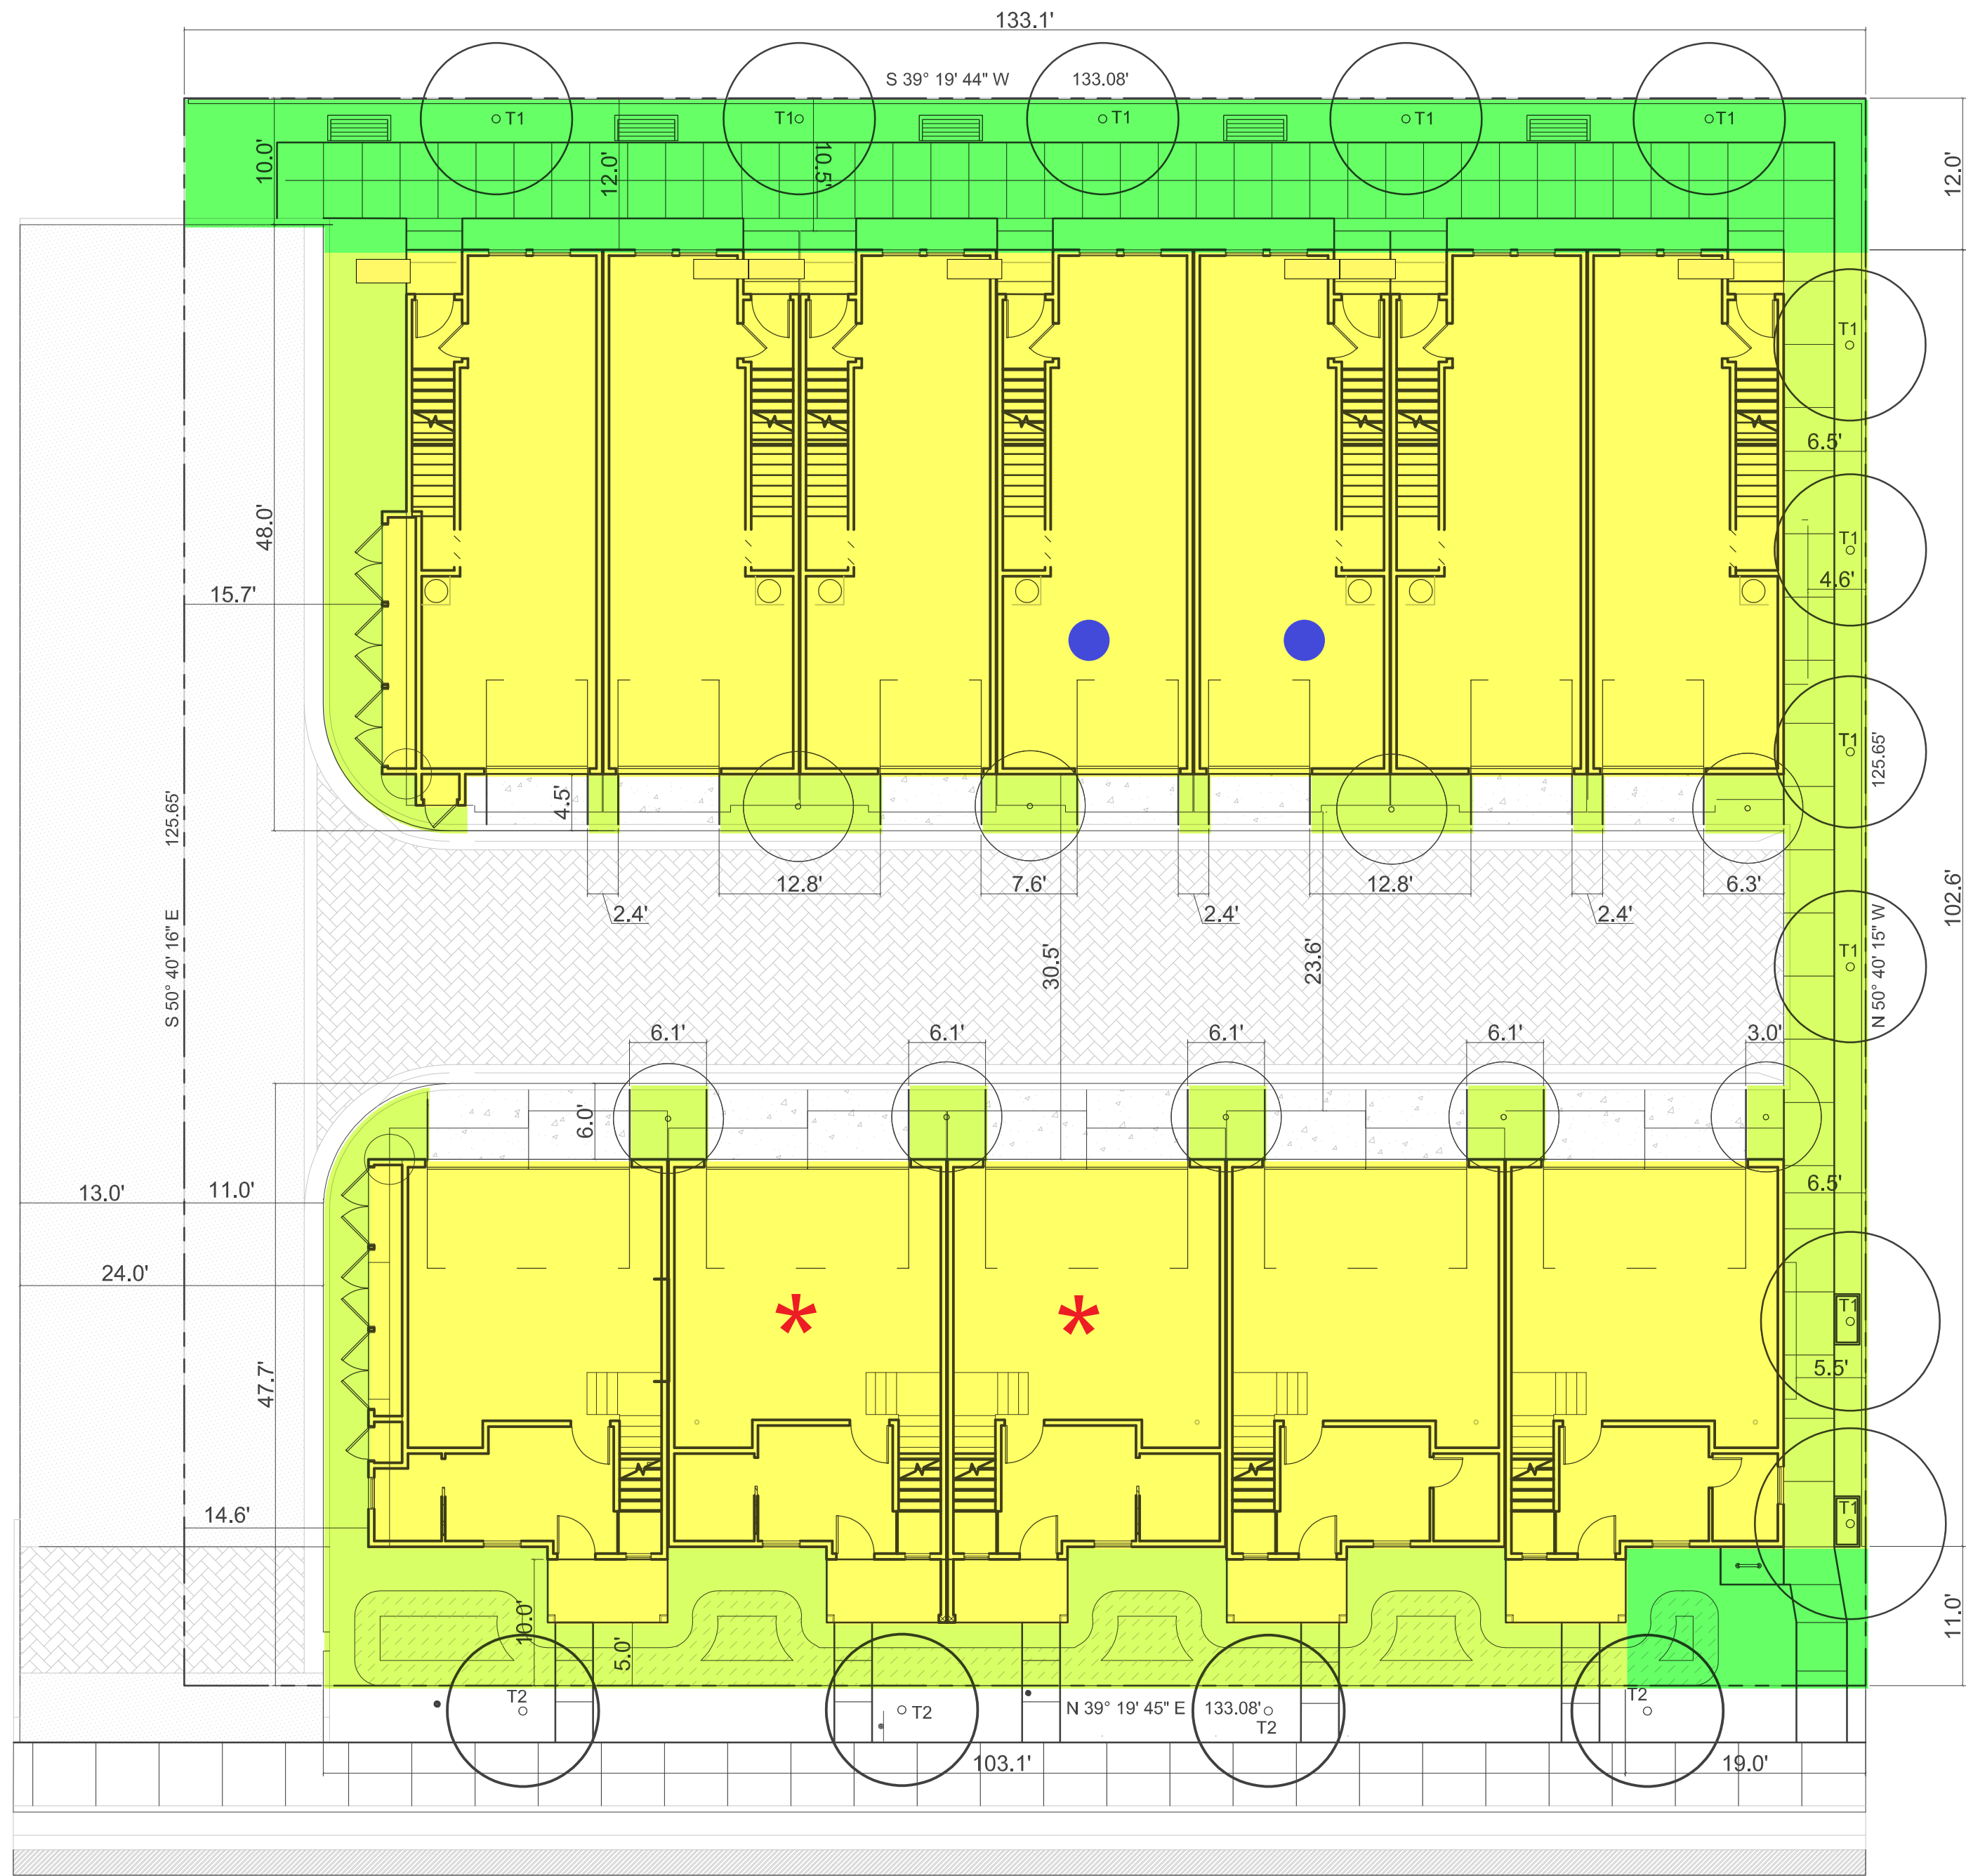 133.1'
S 39° 19' 44" W 133.08'
T1 T1 T1 T1 T1
10.0' 12.0' 10.5' 12.0'
T1
6.5'
48.0'
T1
15.7' 4.6'
T1
125.65' 4.5' 125.65'
12.8' 7.6' 12.8' 6.3'
2.4' 2.4' 2.4'
102.6'
S 50° 40' 16" E 30.5' 23.6' T1 N 50° 40' 15" W
6.1' 6.1' 6.1' 6.1' 3.0'
6.0'
13.0' 11.0' 6.5'
24.0'
* * T1
47.7' 5.5'
14.6' T1
10.0' 5.0' 11.0'
T2 T2 N 39° 19' 45" E 133.08' T2 T2
103.1' 19.0'